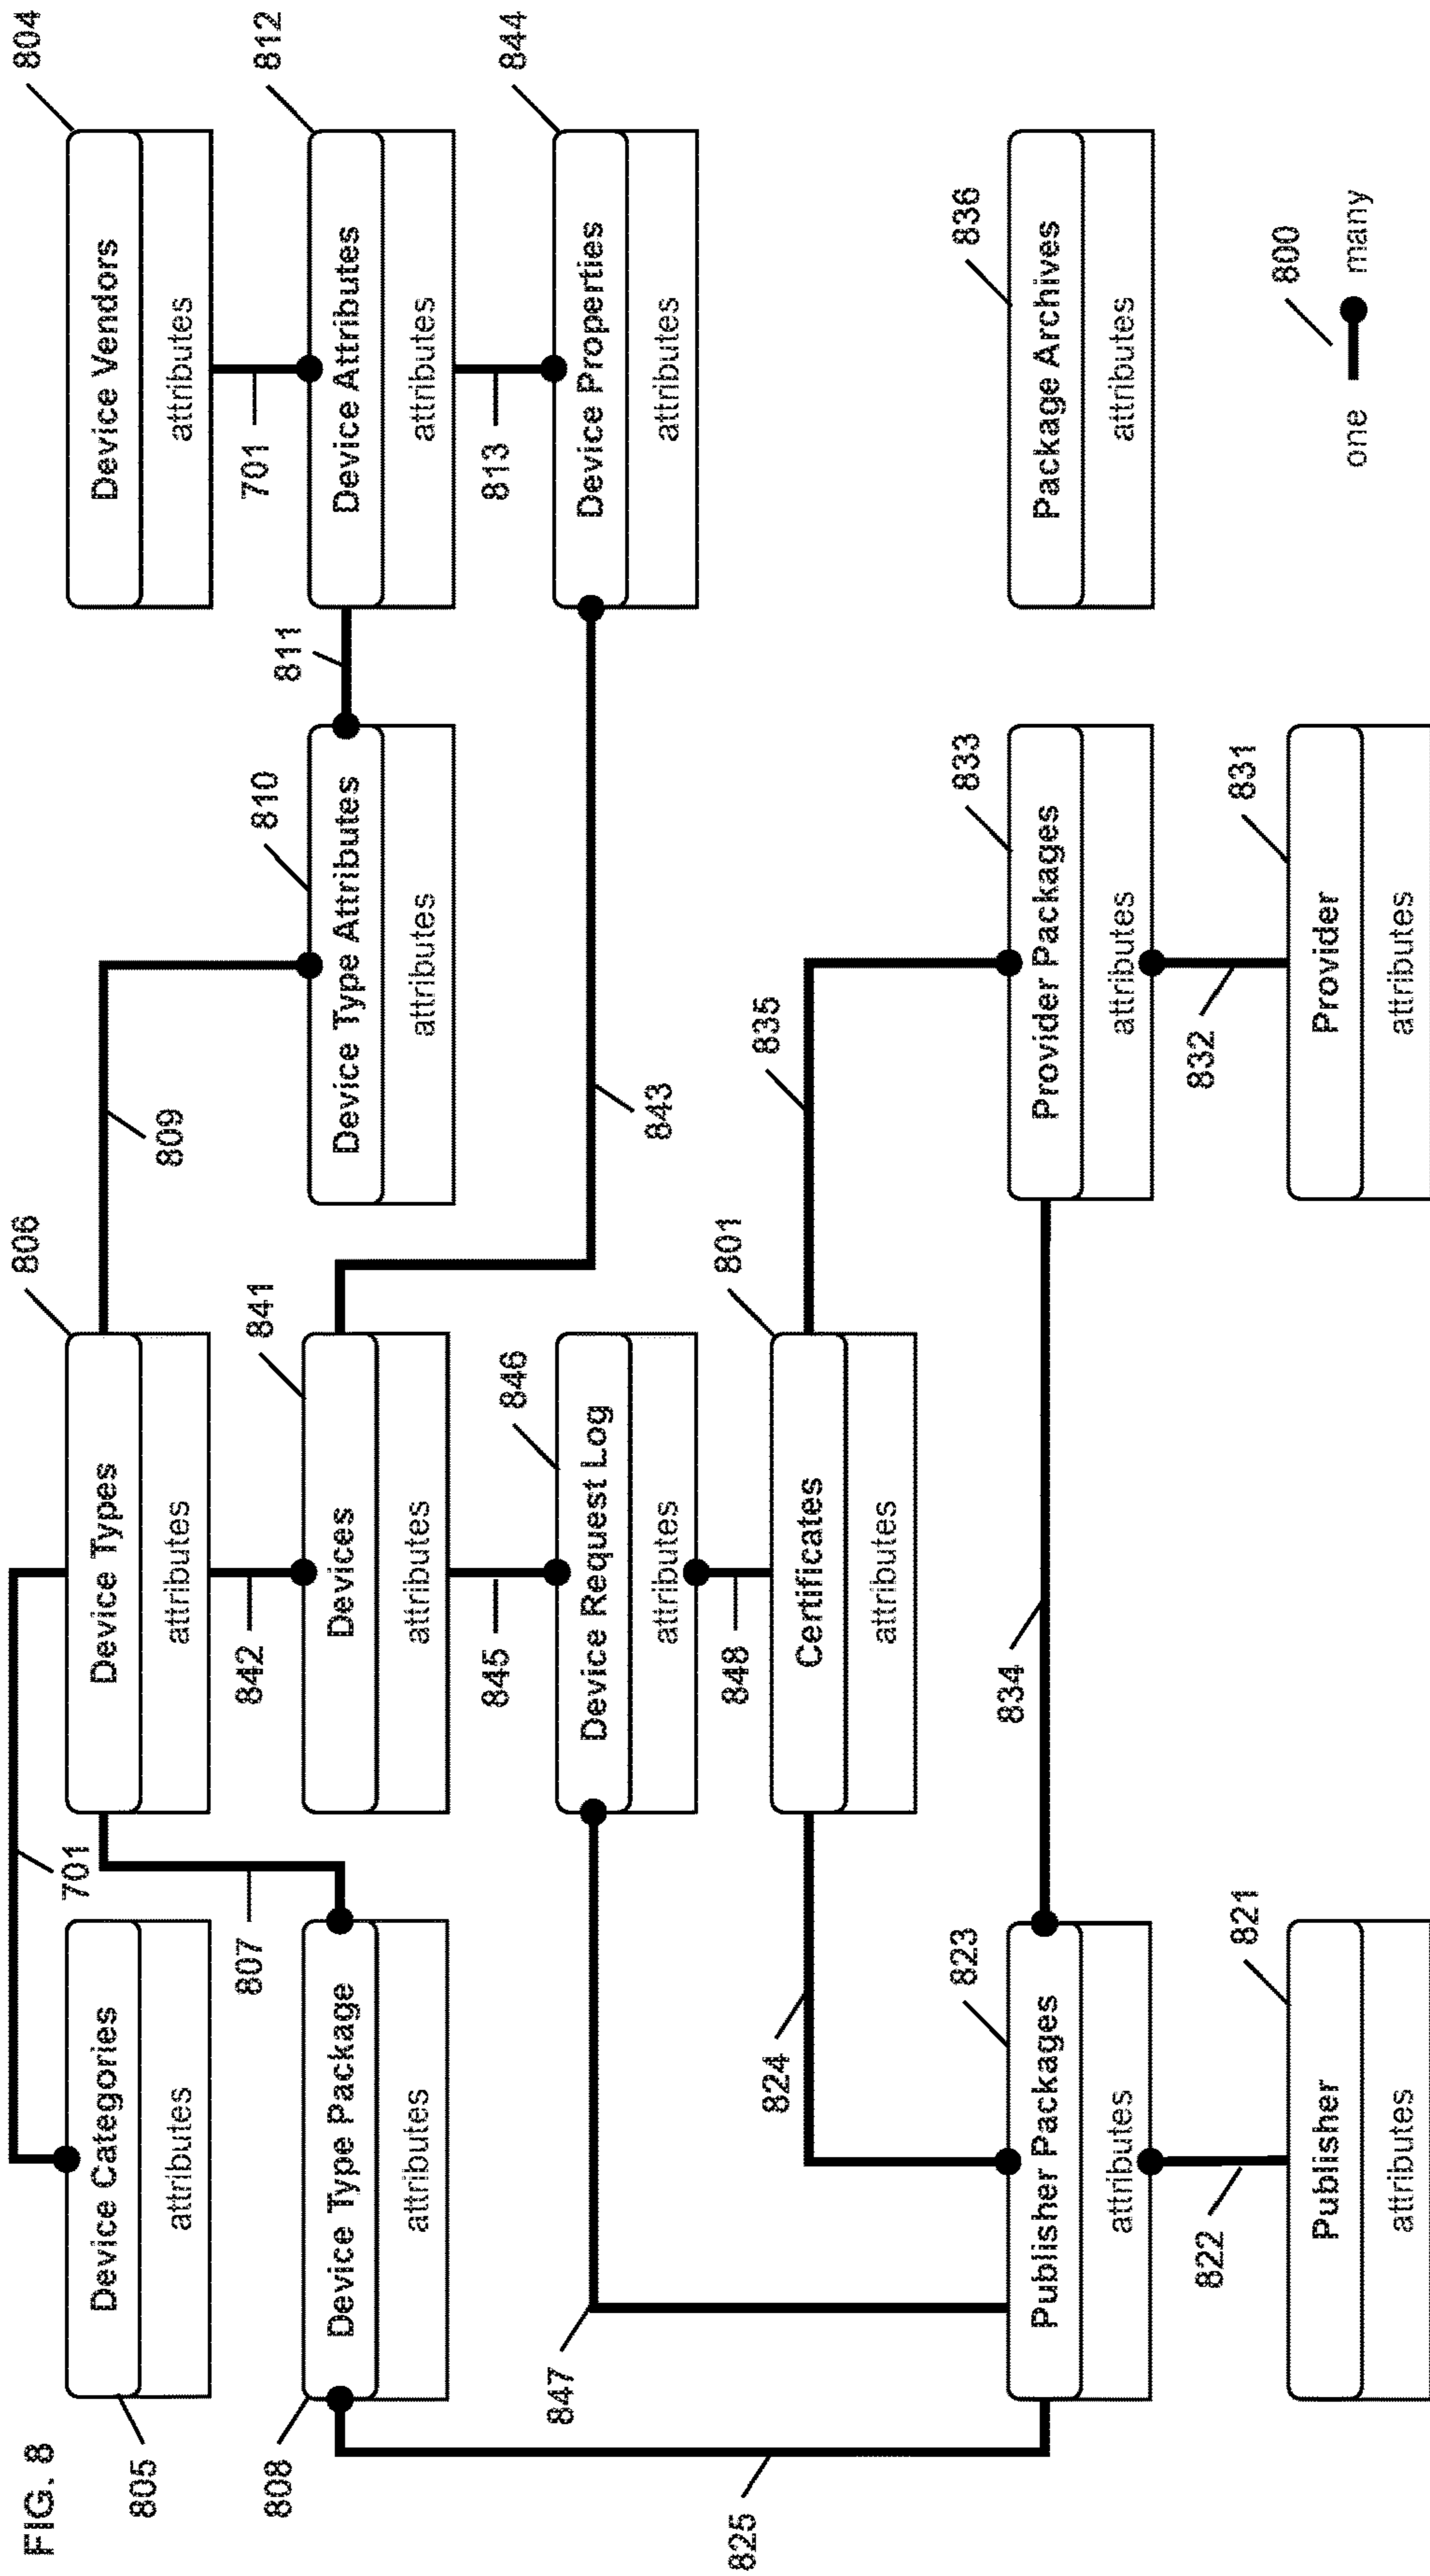 FIG. 8
806
804
701
Device Categories
Device Types
Device Vendors
805
809
attributes
attributes
attributes
807
842
841
810
701
812
808
811
Device Type Package
Devices
Device Type Attributes
Device Attributes
attributes
attributes
attributes
attributes
845
846
813
844
847
Device Request Log
Device Properties
843
attributes
attributes
825
848
801
824
835
Certificates
attributes
823
833
836
834
Publisher Packages
Provider Packages
Package Archives
attributes
attributes
attributes
822
821
832
831
800
Publisher
Provider
one many
attributes
attributes